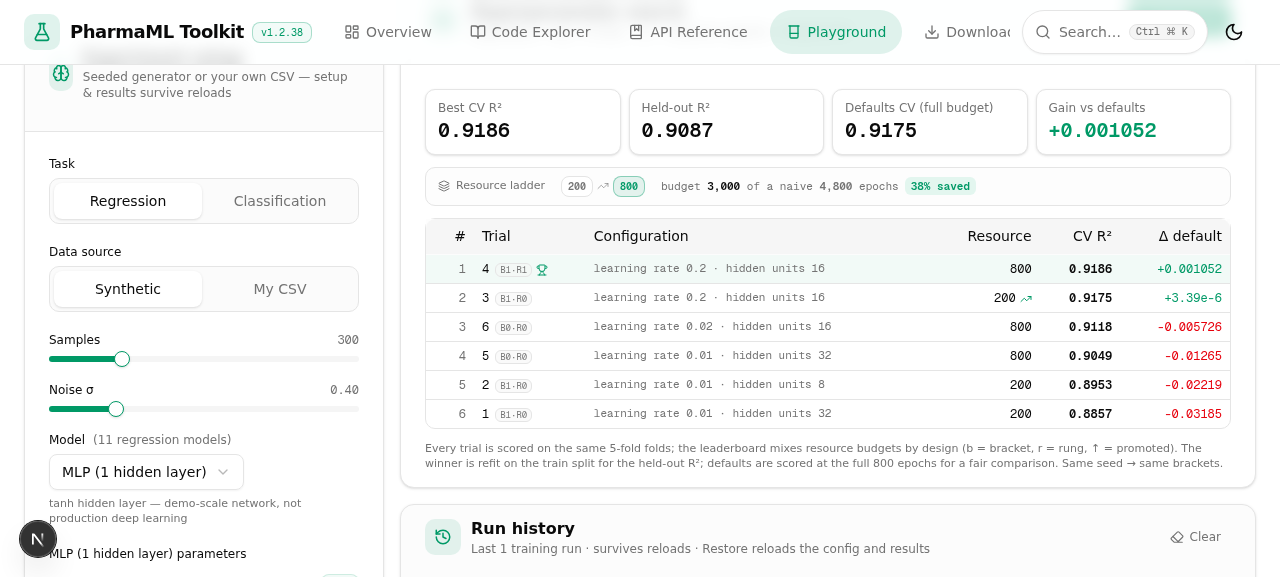 PharmaML Toolkit v1.2.38 Overview Code Explorer API Reference Playground Download Search... Ctrl ⌘ K
Seeded generator or your own CSV — setup
& results survive reloads
Task
Regression Classification
Data source
Synthetic My CSV
Samples 300
Noise σ 0.40
Model (11 regression models)
MLP (1 hidden layer)
tanh hidden layer — demo-scale network, not
production deep learning
MLP (1 hidden layer) parameters
Best CV R² Held-out R² Defaults CV (full budget) Gain vs defaults
0.9186 0.9087 0.9175 +0.001052
Resource ladder 200 800 budget 3,000 of a naive 4,800 epochs 38% saved
# Trial Configuration Resource CV R² Δ default
1 4 B1·R1 learning rate 0.2 · hidden units 16 800 0.9186 +0.001052
2 3 B1·R0 learning rate 0.2 · hidden units 16 200 0.9175 +3.39e-6
3 6 B0·R0 learning rate 0.02 · hidden units 16 800 0.9118 -0.005726
4 5 B0·R0 learning rate 0.01 · hidden units 32 800 0.9049 -0.01265
5 2 B1·R0 learning rate 0.01 · hidden units 8 200 0.8953 -0.02219
6 1 B1·R0 learning rate 0.01 · hidden units 32 200 0.8857 -0.03185
Every trial is scored on the same 5-fold folds; the leaderboard mixes resource budgets by design (b = bracket, r = rung, ↑ = promoted). The
winner is refit on the train split for the held-out R²; defaults are scored at the full 800 epochs for a fair comparison. Same seed → same brackets.
Run history
Last 1 training run · survives reloads · Restore reloads the config and results
Clear